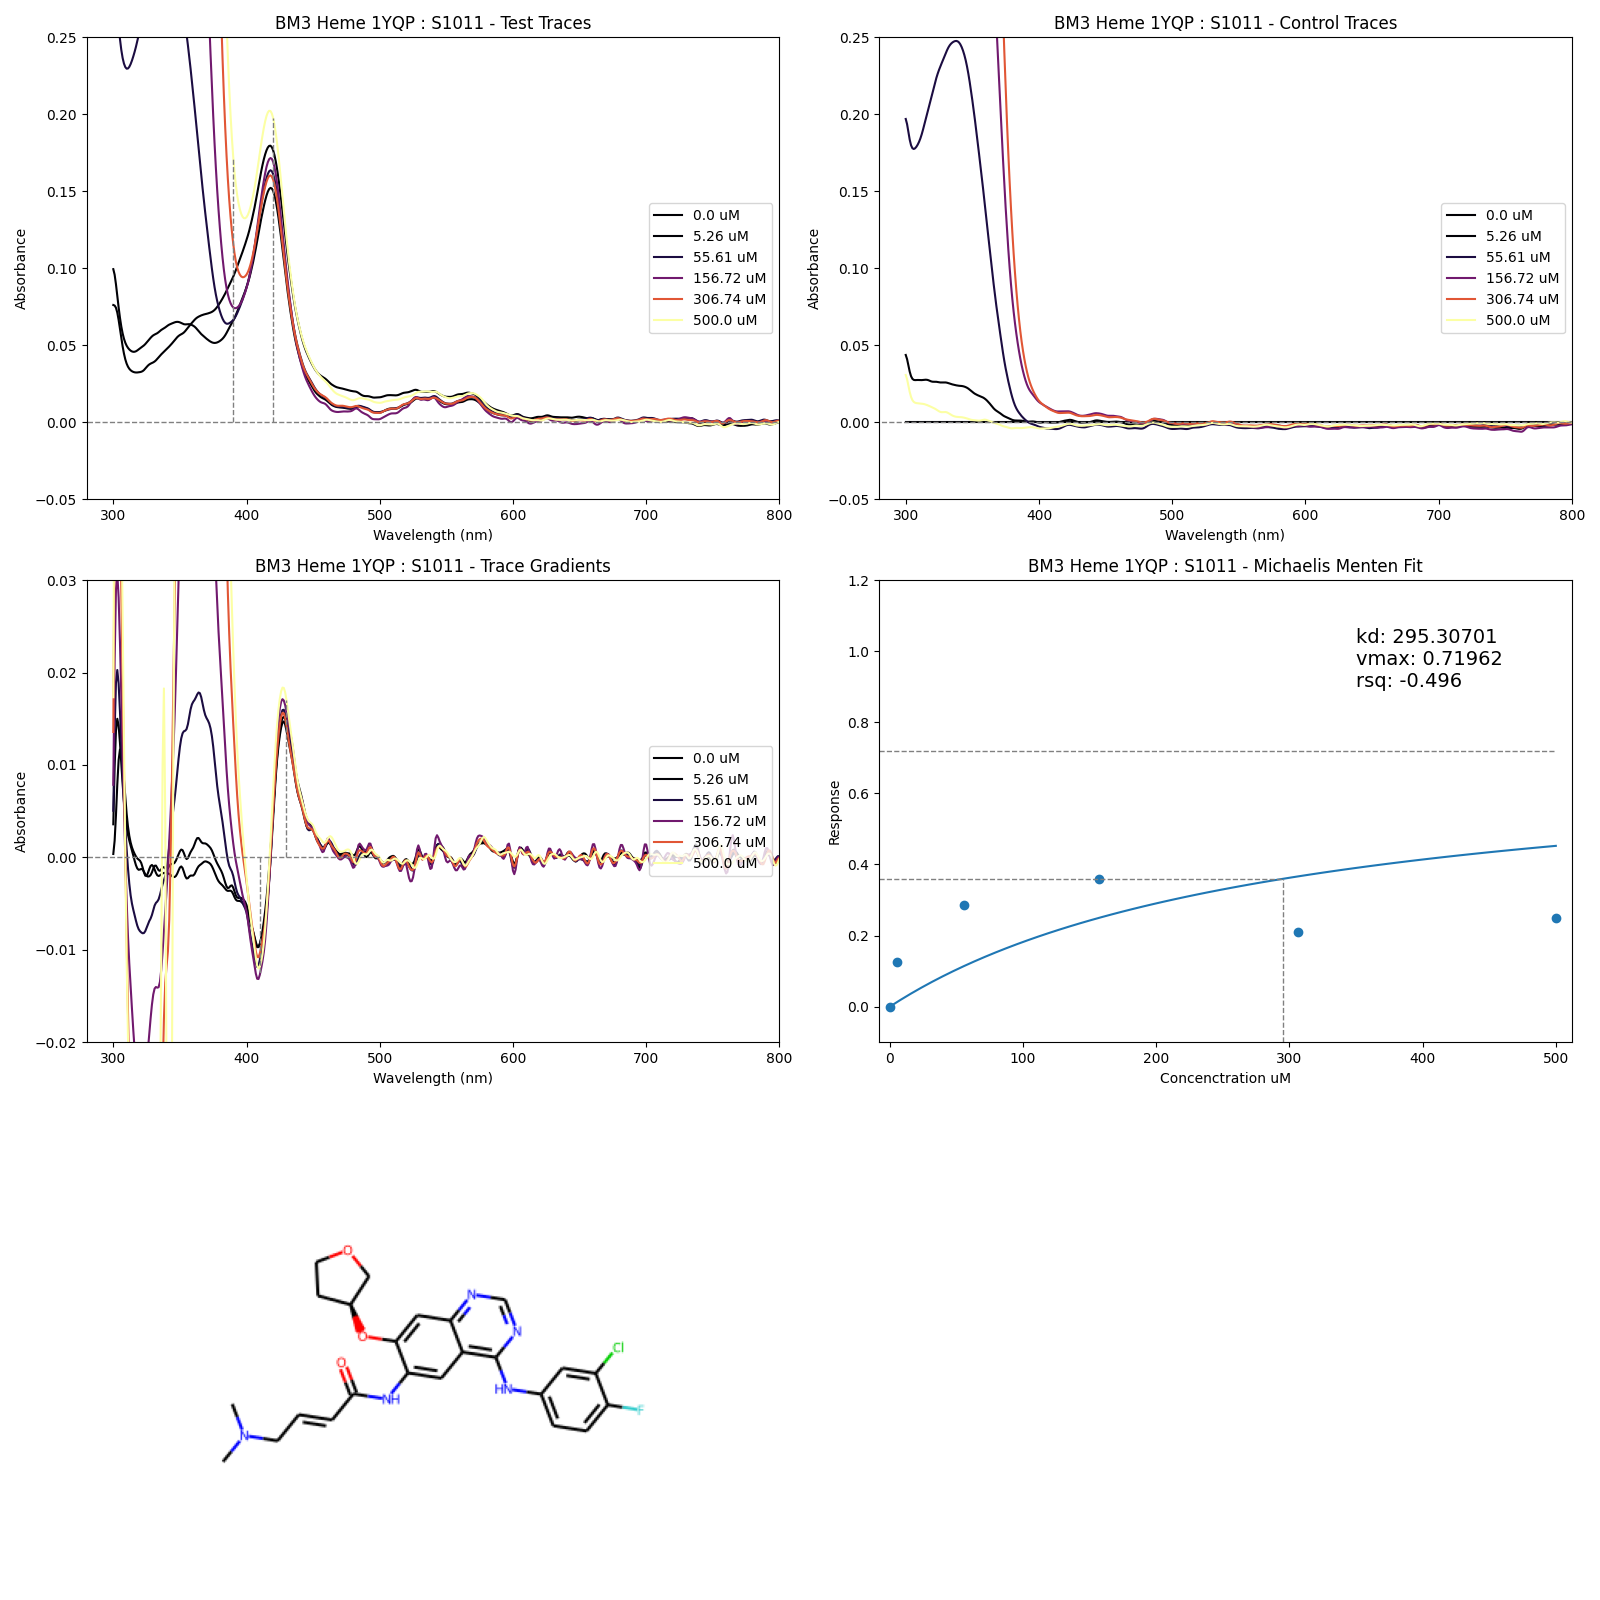 BM3 Heme 1YQP : S1011 - Test Traces
0.25
0.20
0.15
0.10
0.05
0.00
−0.05
Absorbance
300
400
500
600
700
800
Wavelength (nm)
0.0 uM
5.26 uM
55.61 uM
156.72 uM
306.74 uM
500.0 uM
BM3 Heme 1YQP : S1011 - Control Traces
0.25
0.20
0.15
0.10
0.05
0.00
−0.05
Absorbance
300
400
500
600
700
800
Wavelength (nm)
0.0 uM
5.26 uM
55.61 uM
156.72 uM
306.74 uM
500.0 uM
BM3 Heme 1YQP : S1011 - Trace Gradients
0.03
0.02
0.01
0.00
−0.01
−0.02
Absorbance
300
400
500
600
700
800
Wavelength (nm)
0.0 uM
5.26 uM
55.61 uM
156.72 uM
306.74 uM
500.0 uM
BM3 Heme 1YQP : S1011 - Michaelis Menten Fit
1.2
1.0
0.8
0.6
0.4
0.2
0.0
Response
0
100
200
300
400
500
Concenctration uM
kd: 295.30701
vmax: 0.71962
rsq: -0.496
O
O
O
NH
N
N
N
HN
Cl
F